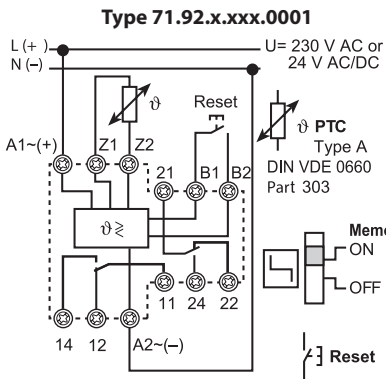 Type 71.92.x.xxx.0001
L (+)
U= 230 V AC or
N (–)
24 V AC/DC
ϑ
Reset
ϑ PTC
Type A
DIN VDE 0660
Part 303
A1~(+)
Z1
Z2
21
B1
B2
ϑ≷
Memo
ON
OFF
11
24
22
14
12
A2~(–)
Reset